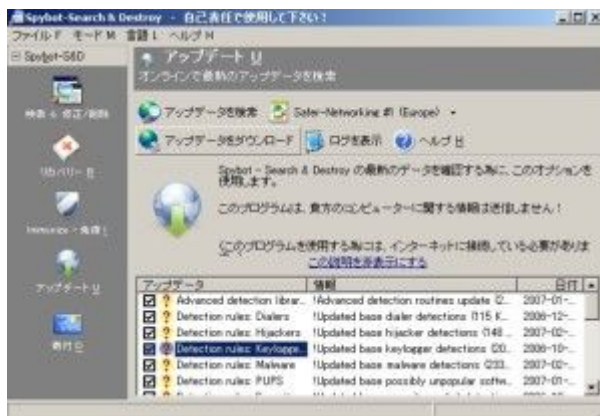 Spybot-Search & Destroy - 自己責任で使用して下さい!
ファイル F モード M 言語 L ヘルプ H
Spybot-S&D
アップデート U
オンラインで最新のアップデータを検索
検索 & 修正/削除
アップデータを検索 Safer-Networking #1 (Europe)
アップデータをダウンロード ログを表示 ヘルプ H
リカバリー R
Spybot - Search & Destroy の最新のデータを確認する為に、このオプションを
使用します。
Immunize - 免疫 I
このプログラムは、貴方のコンピューターに関する情報は送信しません!
このプログラムを使用する為には、インターネットに接続している必要がありま
この説明を非表示にする
アップデート U
アップデータ 情報 日付
Advanced detection librar... !Advanced detection routines update (2... 2007-01-...
Detection rules: Dialers !Updated base dialer detections (115 K... 2006-12-...
寄付 D
Detection rules: Hijackers !Updated base hijacker detections (148 ... 2007-02-...
Detection rules: Keylogge... !Updated base keylogger detections (20... 2006-10-...
Detection rules: Malware !Updated base malware detections (233... 2007-02-...
Detection rules: PUPS !Updated base possibly unpopular softw... 2007-01-...